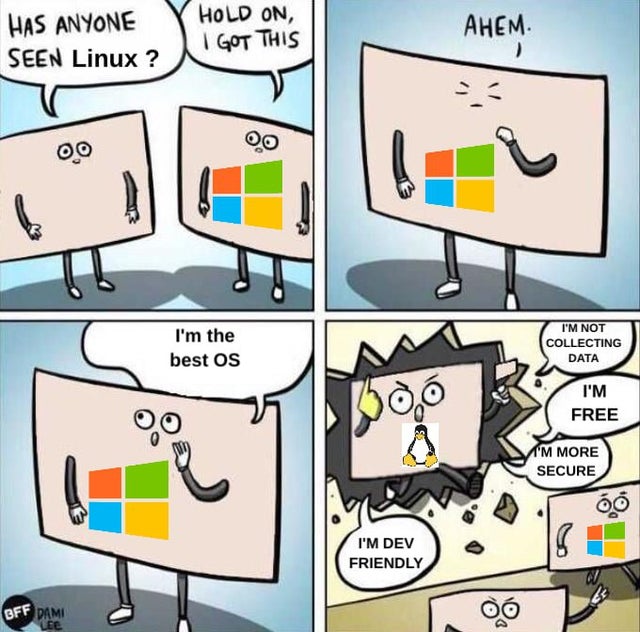 HAS ANYONE
SEEN Linux ?
HOLD ON,
I GOT THIS
AHEM.
I'm the
best OS
I'M NOT
COLLECTING
DATA
I'M
FREE
I'M MORE
SECURE
I'M DEV
FRIENDLY
BFF
DAMI
LEE